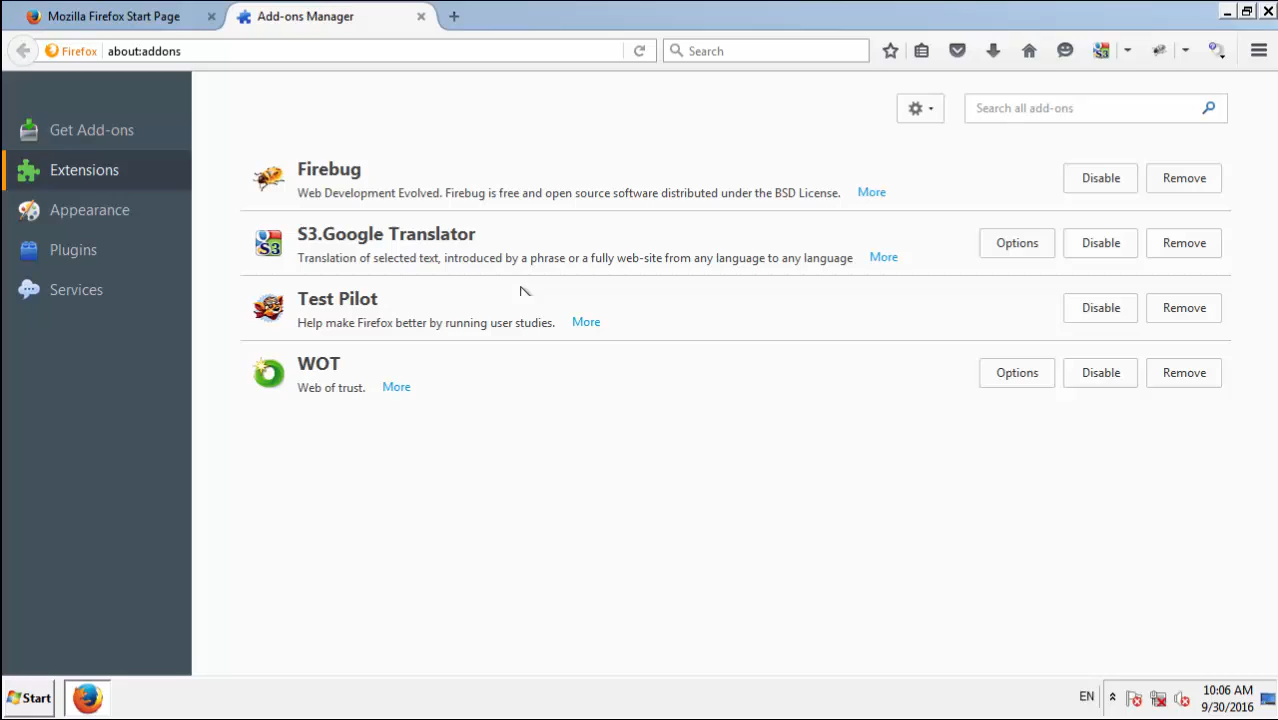 Mozilla Firefox Start Page
Add-ons Manager
Firefox
about:addons
Search
Get Add-ons
Extensions
Appearance
Plugins
Services
Search all add-ons
Firebug
Web Development Evolved. Firebug is free and open source software distributed under the BSD License. More
Disable Remove
S3.Google Translator
Translation of selected text, introduced by a phrase or a fully web-site from any language to any language More
Options Disable Remove
Test Pilot
Help make Firefox better by running user studies. More
Disable Remove
WOT
Web of trust. More
Options Disable Remove
Start
EN
10:06 AM
9/30/2016